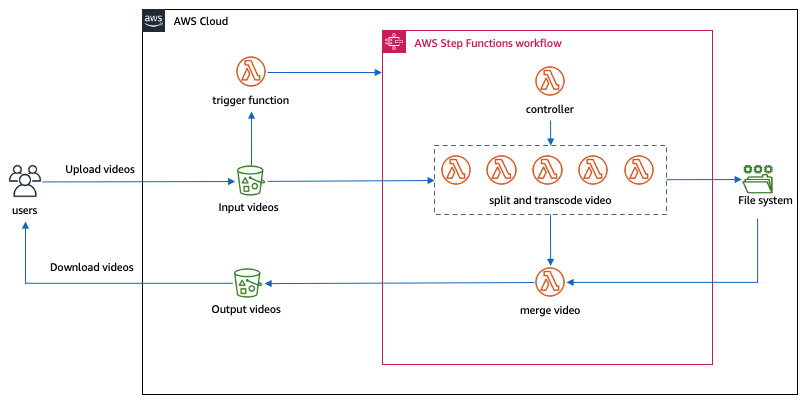 aws
AWS Cloud
AWS Step Functions workflow
trigger function
controller
Upload videos
users
Input videos
split and transcode video
File system
Download videos
Output videos
merge video